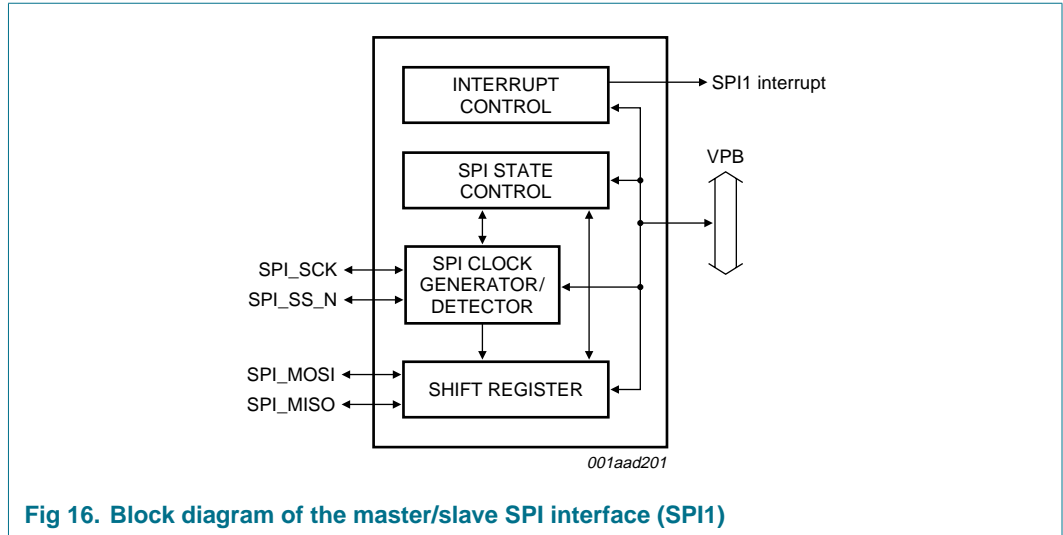 INTERRUPT
CONTROL
SPI1 interrupt
VPB
SPI STATE
CONTROL
SPI_SCK
SPI_SS_N
SPI CLOCK
GENERATOR/
DETECTOR
SPI_MOSI
SPI_MISO
SHIFT REGISTER
001aad201
Fig 16. Block diagram of the master/slave SPI interface (SPI1)